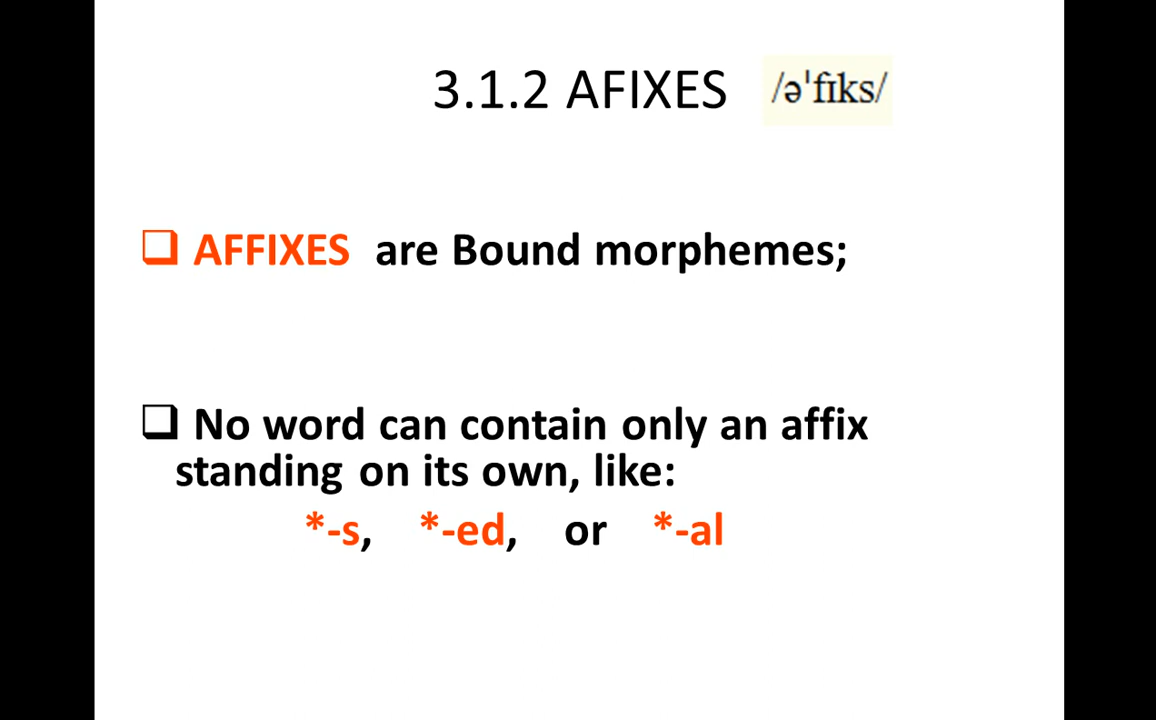 3.1.2 AFIXES /əˈfɪks/
❑ AFFIXES are Bound morphemes;
❑ No word can contain only an affix
standing on its own, like:
*-s, *-ed, or *-al